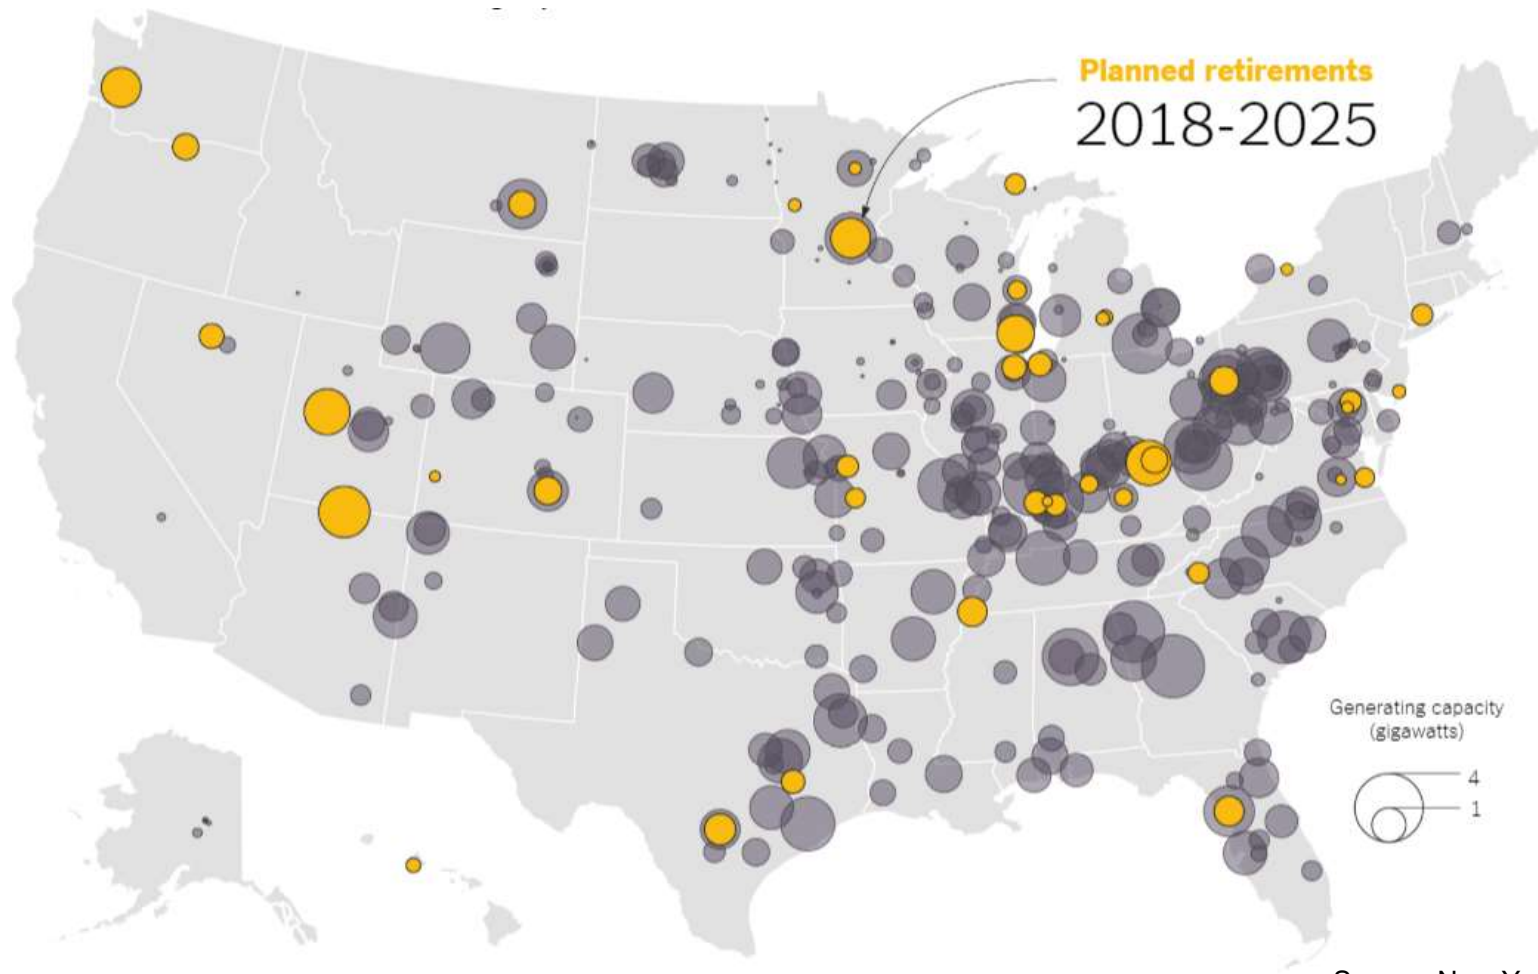 Planned retirements
2018-2025
Generating capacity
(gigawatts)
4
1